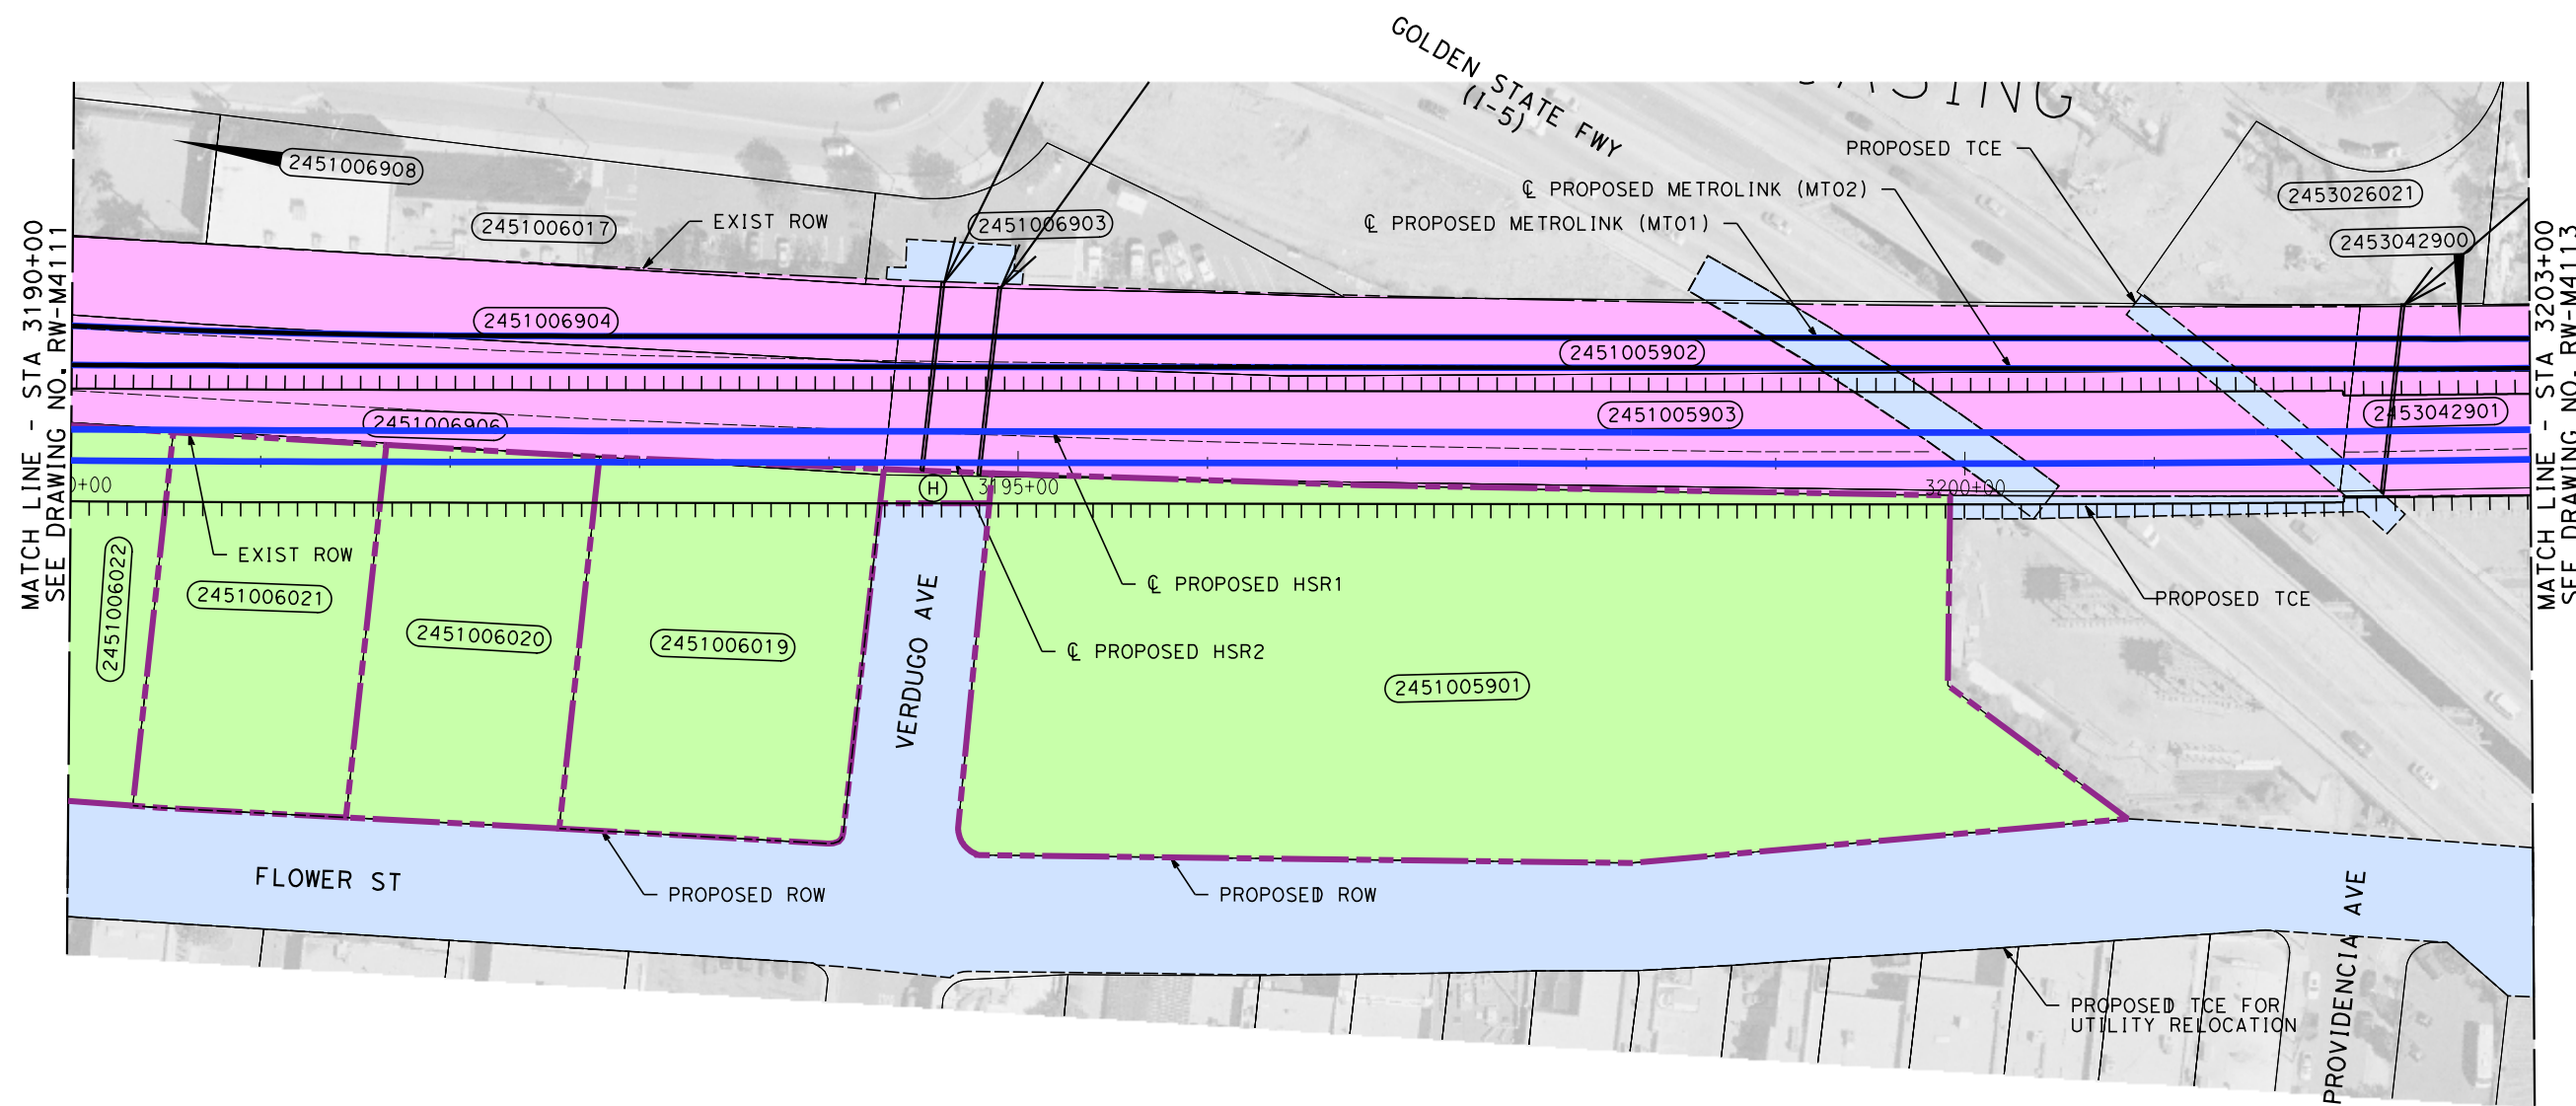 GOLDEN STATE FWY
(I-5)
PROPOSED TCE
℄ PROPOSED METROLINK (MT02)
℄ PROPOSED METROLINK (MT01)
2451006908
2451006017
EXIST ROW
2451006903
2453026021
2453042900
MATCH LINE - STA 3190+00
SEE DRAWING NO. RW-M4111
MATCH LINE - STA 3203+00
SEE DRAWING NO. RW-M4113
2451006904
2451005902
2451006906
2451005903
2453042901
0+00
H
3195+00
3200+00
2451006022
EXIST ROW
2451006021
2451006020
2451006019
VERDUGO AVE
℄ PROPOSED HSR1
℄ PROPOSED HSR2
2451005901
PROPOSED TCE
FLOWER ST
PROPOSED ROW
PROPOSED ROW
PROVIDENCIA AVE
PROPOSED TCE FOR
UTILITY RELOCATION